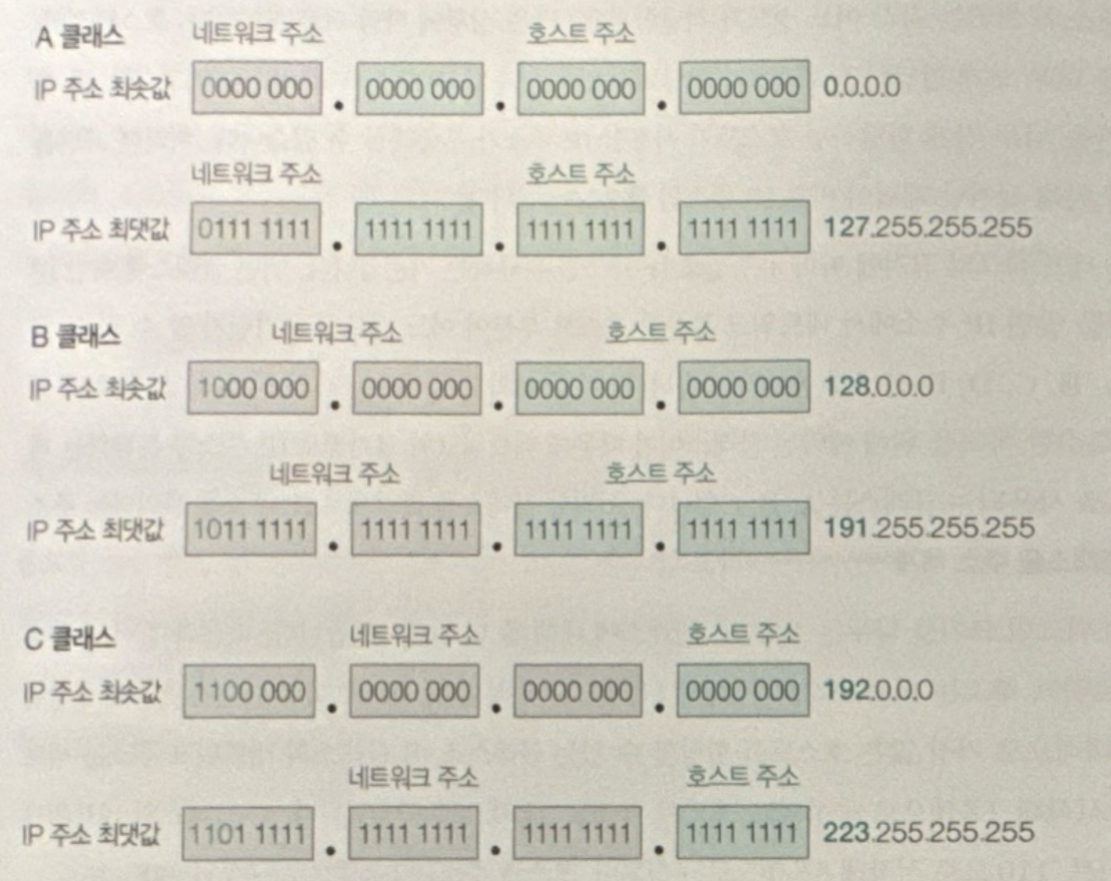 A 클래스 네트워크 주소 호스트 주소
IP 주소 최솟값 0000 000 . 0000 000 . 0000 000 . 0000 000 0.0.0.0
네트워크 주소 호스트 주소
IP 주소 최댓값 0111 1111 . 1111 1111 . 1111 1111 . 1111 1111 127.255.255.255
B 클래스 네트워크 주소 호스트 주소
IP 주소 최솟값 1000 000 . 0000 000 . 0000 000 . 0000 000 128.0.0.0
네트워크 주소 호스트 주소
IP 주소 최댓값 1011 1111 . 1111 1111 . 1111 1111 . 1111 1111 191.255.255.255
C 클래스 네트워크 주소 호스트 주소
IP 주소 최솟값 1100 000 . 0000 000 . 0000 000 . 0000 000 192.0.0.0
네트워크 주소 호스트 주소
IP 주소 최댓값 1101 1111 . 1111 1111 . 1111 1111 . 1111 1111 223.255.255.255